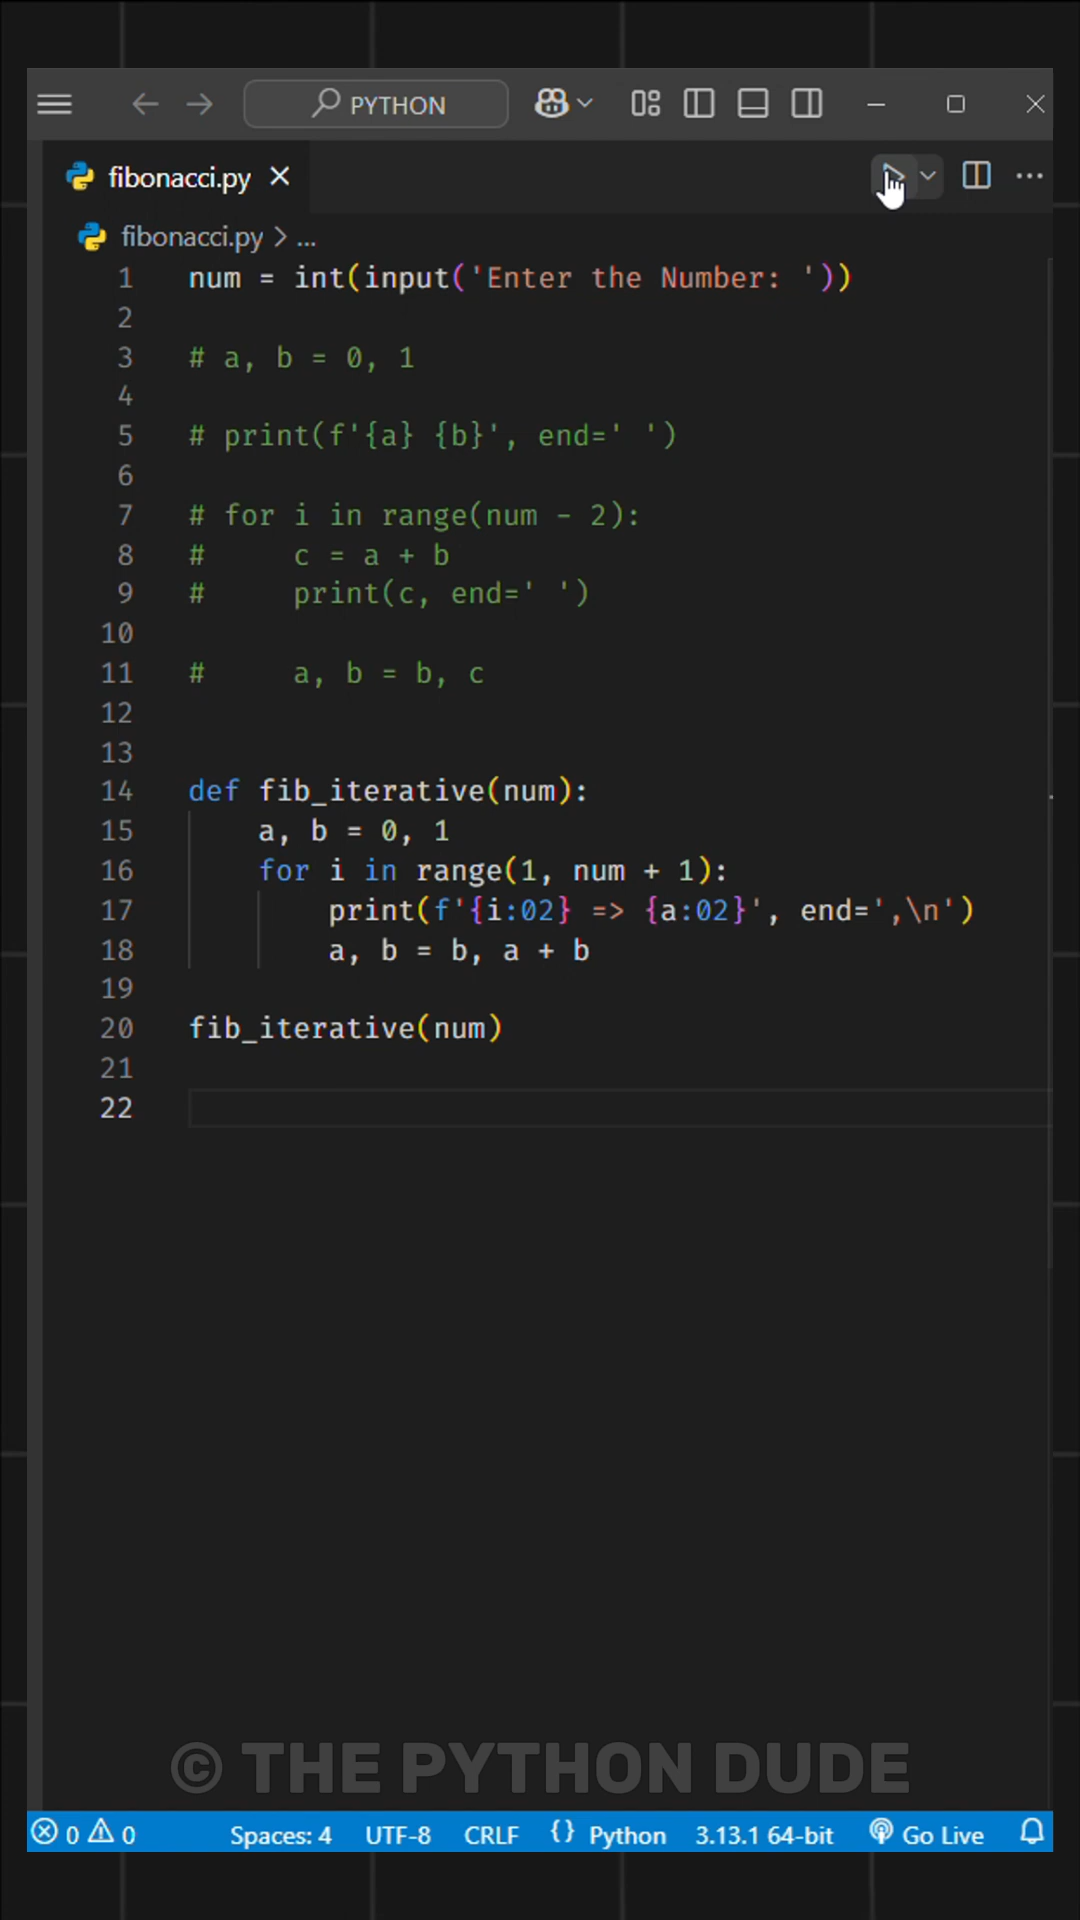 PYTHON
fibonacci.py
fibonacci.py > ...
1 num = int(input('Enter the Number: '))
2
3 # a, b = 0, 1
4
5 # print(f'{a} {b}', end=' ')
6
7 # for i in range(num - 2):
8 #     c = a + b
9 #     print(c, end=' ')
10
11 #     a, b = b, c
12
13
14 def fib_iterative(num):
15     a, b = 0, 1
16     for i in range(1, num + 1):
17         print(f'{i:02} => {a:02}', end=',\n')
18         a, b = b, a + b
19
20 fib_iterative(num)
21
22
© THE PYTHON DUDE
0 0 Spaces: 4 UTF-8 CRLF {} Python 3.13.1 64-bit Go Live